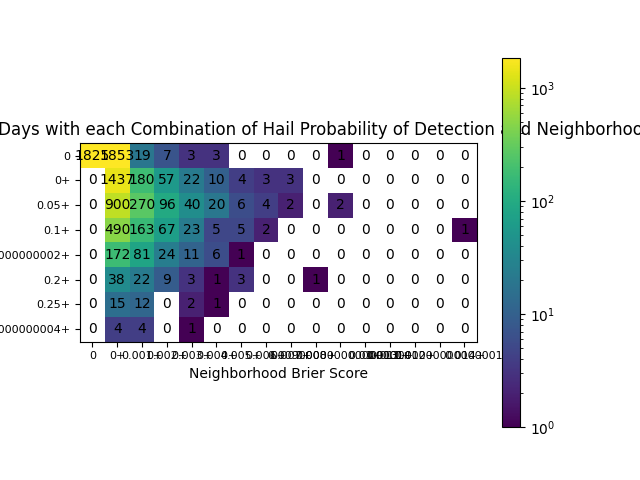 Days with each Combination of Hail Probability of Detection and Neighborhoo
0 1825 1853 19 7 3 3 0 0 0 0 1 0 0 0 0 0
0+ 0 1437 180 57 22 10 4 3 3 0 0 0 0 0 0 0
0.05+ 0 900 270 96 40 20 6 4 2 0 2 0 0 0 0 0
0.1+ 0 490 163 67 23 5 5 2 0 0 0 0 0 0 0 1
000000002+ 0 172 81 24 11 6 1 0 0 0 0 0 0 0 0 0
0.2+ 0 38 22 9 3 1 3 0 0 1 0 0 0 0 0 0
0.25+ 0 15 12 0 2 1 0 0 0 0 0 0 0 0 0 0
000000004+ 0 4 4 0 1 0 0 0 0 0 0 0 0 0 0 0
0 0+
Neighborhood Brier Score
10³
10²
10¹
10⁰